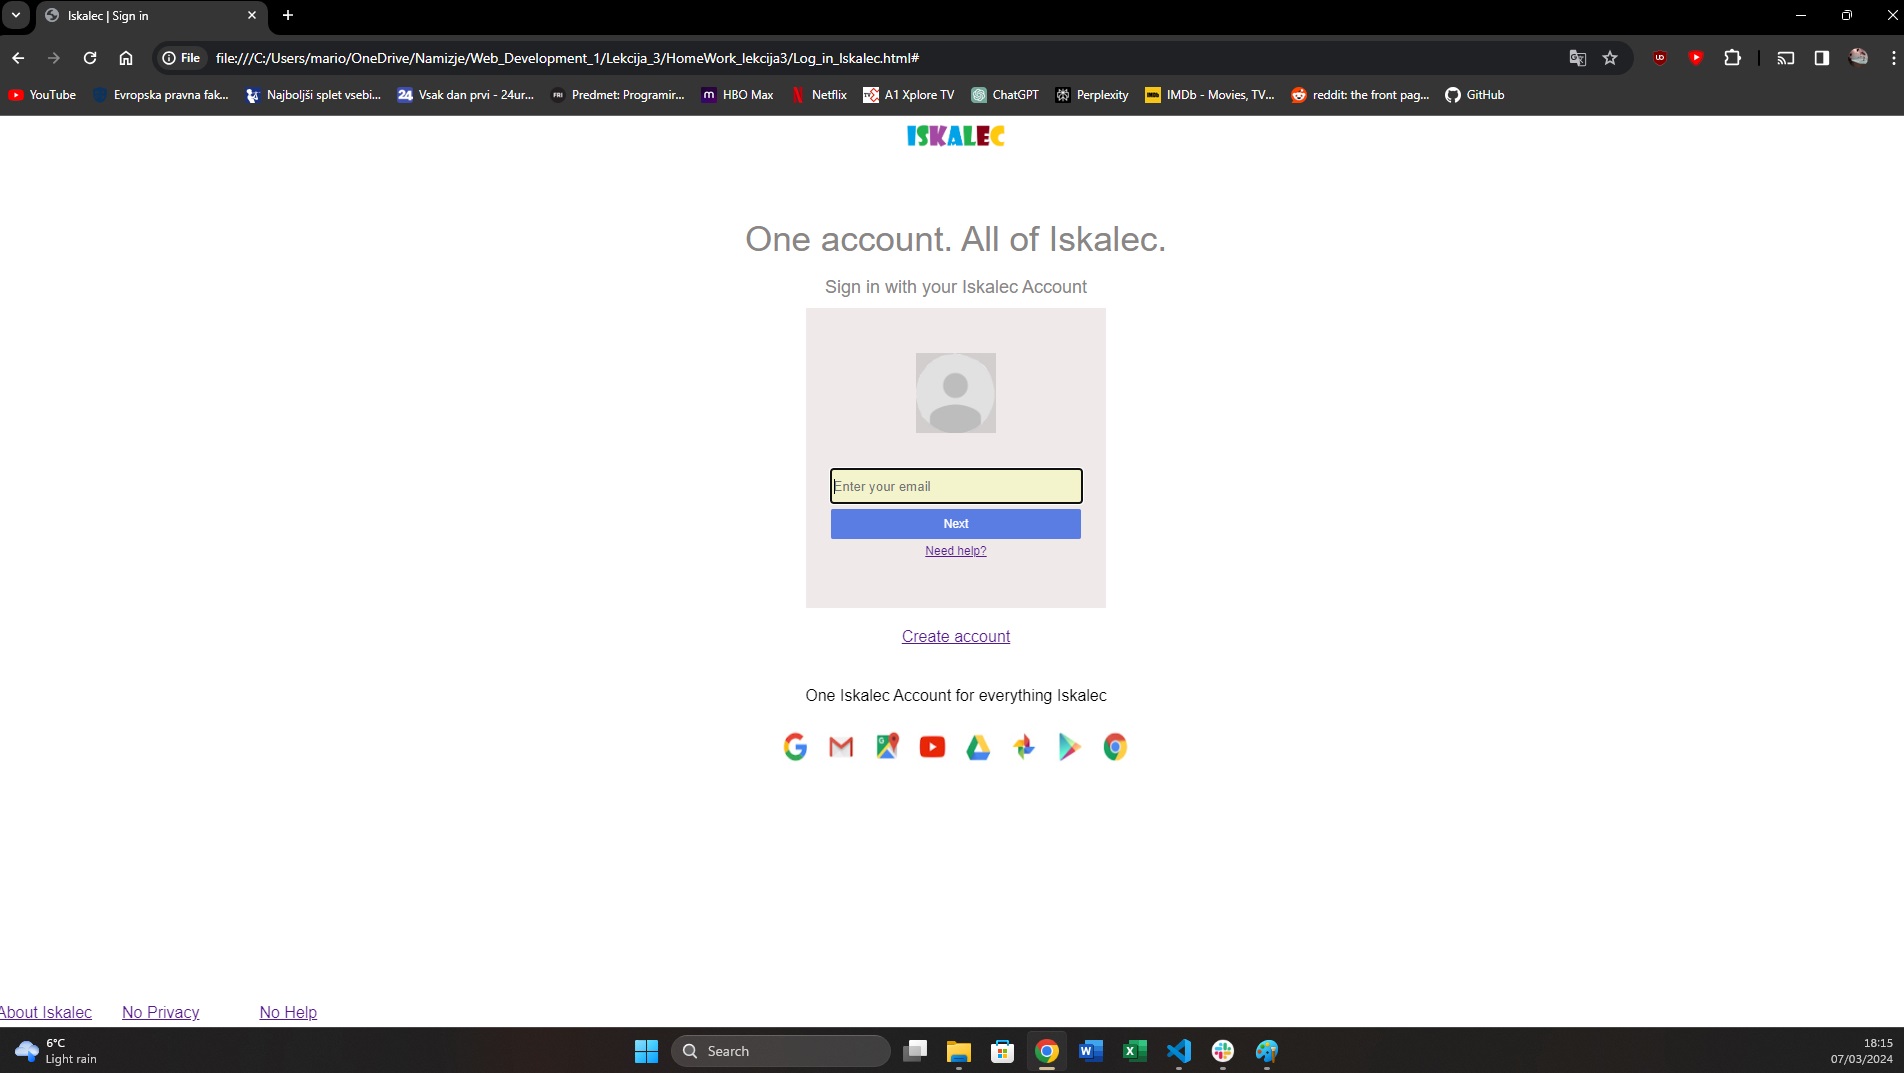 Iskalec | Sign in
File file:///C:/Users/mario/OneDrive/Namizje/Web_Development_1/Lekcija_3/HomeWork_lekcija3/Log_in_Iskalec.html#
YouTube Evropska pravna fak... Najboljši splet vsebi... 24 Vsak dan prvi - 24ur... FRI Predmet: Programir... m HBO Max Netflix A1 Xplore TV ChatGPT Perplexity IMDb IMDb - Movies, TV... reddit: the front pag... GitHub
ISKALEC
One account. All of Iskalec.
Sign in with your Iskalec Account
Enter your email
Next
Need help?
Create account
One Iskalec Account for everything Iskalec
About Iskalec No Privacy No Help
6°C
Light rain
Search
18:15
07/03/2024